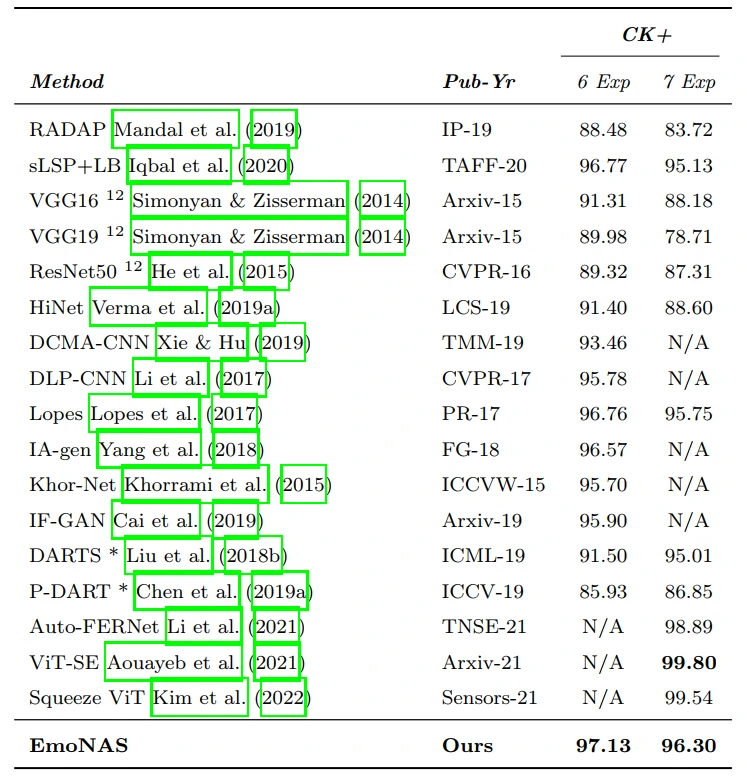 CK+
Method Pub-Yr 6 Exp 7 Exp
RADAP Mandal et al. (2019) IP-19 88.48 83.72
sLSP+LB Iqbal et al. (2020) TAFF-20 96.77 95.13
VGG16 12 Simonyan & Zisserman (2014) Arxiv-15 91.31 88.18
VGG19 12 Simonyan & Zisserman (2014) Arxiv-15 89.98 78.71
ResNet50 12 He et al. (2015) CVPR-16 89.32 87.31
HiNet Verma et al. (2019a) LCS-19 91.40 88.60
DCMA-CNN Xie & Hu (2019) TMM-19 93.46 N/A
DLP-CNN Li et al. (2017) CVPR-17 95.78 N/A
Lopes Lopes et al. (2017) PR-17 96.76 95.75
IA-gen Yang et al. (2018) FG-18 96.57 N/A
Khor-Net Khorrami et al. (2015) ICCVW-15 95.70 N/A
IF-GAN Cai et al. (2019) Arxiv-19 95.90 N/A
DARTS * Liu et al. (2018b) ICML-19 91.50 95.01
P-DART * Chen et al. (2019a) ICCV-19 85.93 86.85
Auto-FERNet Li et al. (2021) TNSE-21 N/A 98.89
ViT-SE Aouayeb et al. (2021) Arxiv-21 N/A 99.80
Squeeze ViT Kim et al. (2022) Sensors-21 N/A 99.54
EmoNAS Ours 97.13 96.30